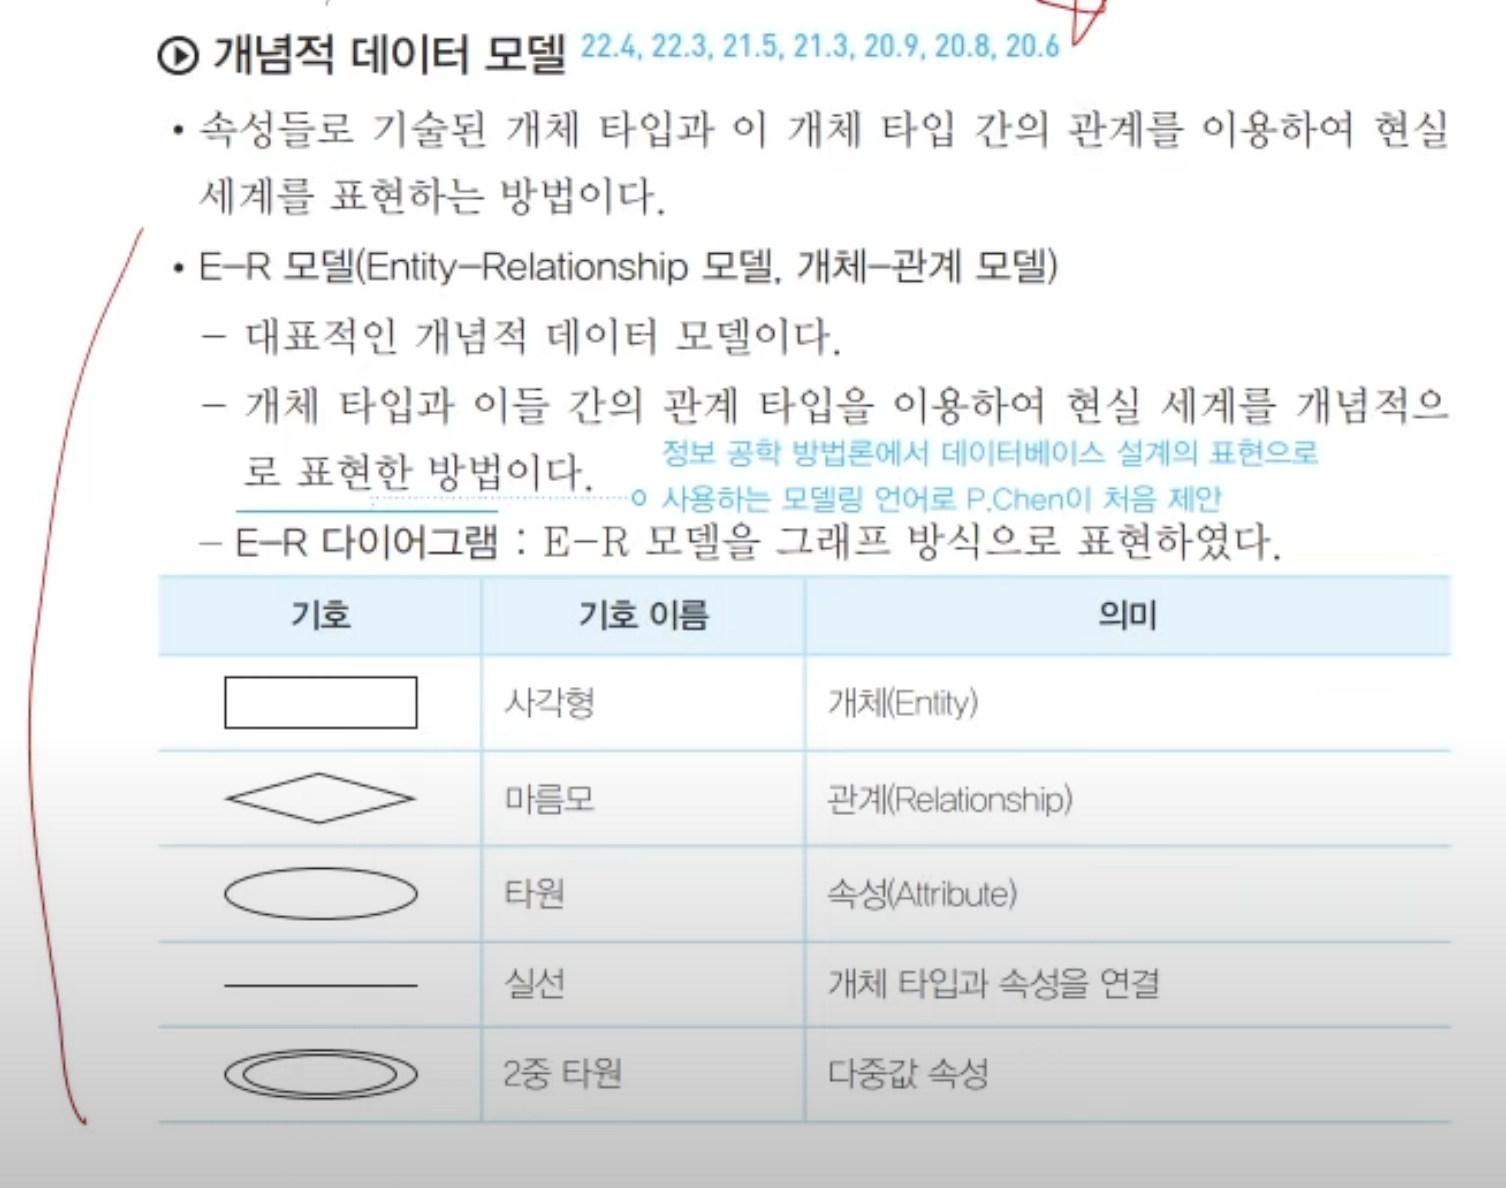 개념적 데이터 모델 22.4, 22.3, 21.5, 21.3, 20.9, 20.8, 20.6
• 속성들로 기술된 개체 타입과 이 개체 타입 간의 관계를 이용하여 현실
세계를 표현하는 방법이다.
• E-R 모델(Entity-Relationship 모델, 개체-관계 모델)
- 대표적인 개념적 데이터 모델이다.
- 개체 타입과 이들 간의 관계 타입을 이용하여 현실 세계를 개념적으
로 표현한 방법이다.
정보 공학 방법론에서 데이터베이스 설계의 표현으로
사용하는 모델링 언어로 P.Chen이 처음 제안
- E-R 다이어그램 : E-R 모델을 그래프 방식으로 표현하였다.
기호 기호 이름 의미
사각형 개체(Entity)
마름모 관계(Relationship)
타원 속성(Attribute)
실선 개체 타입과 속성을 연결
2중 타원 다중값 속성